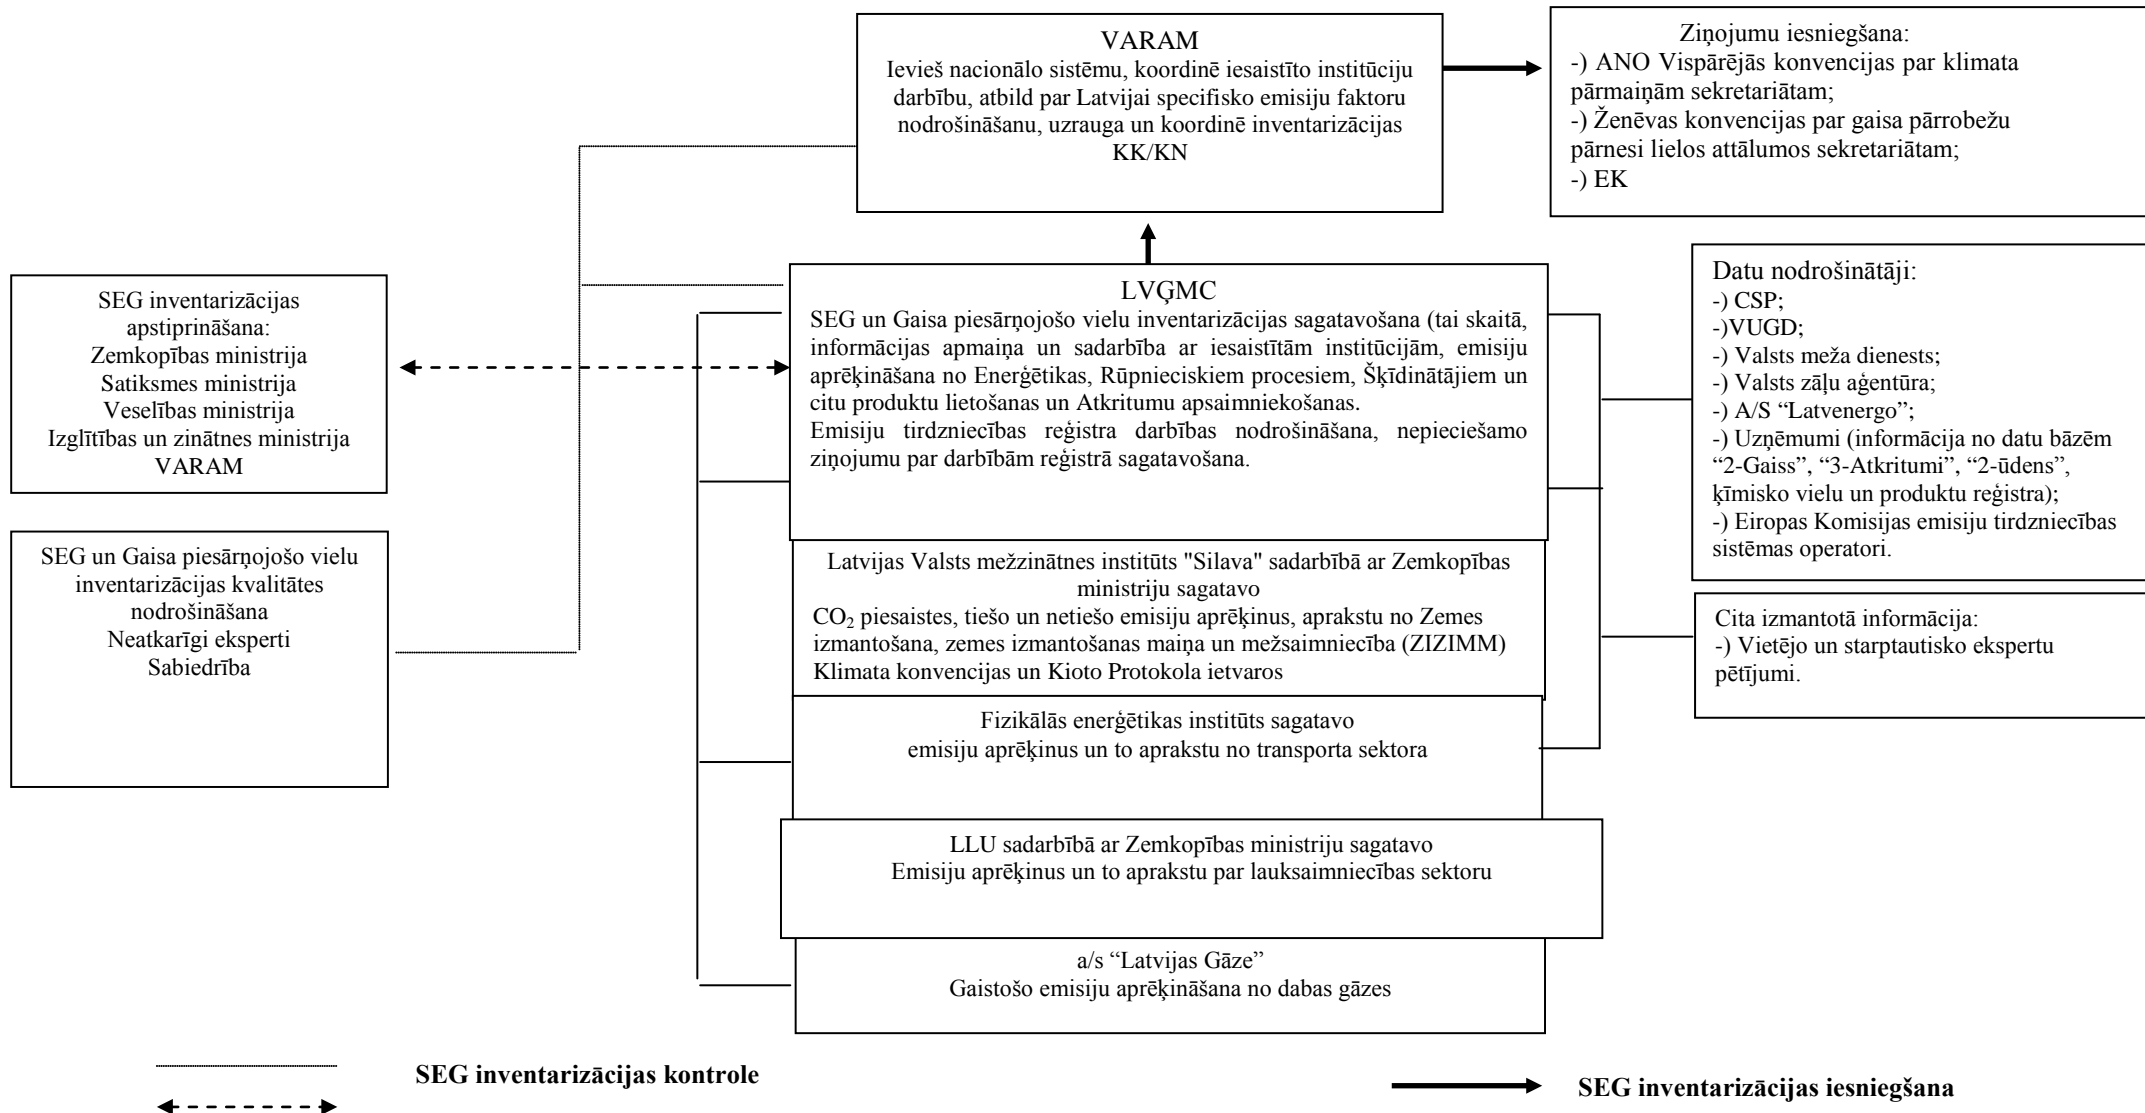 VARAM
Ievieš nacionālo sistēmu, koordinē iesaistīto institūciju
darbību, atbild par Latvijai specifisko emisiju faktoru
nodrošināšanu, uzrauga un koordinē inventarizācijas
KK/KN
Ziņojumu iesniegšana:
-) ANO Vispārējās konvencijas par klimata
pārmaiņām sekretariātam;
-) Ženēvas konvencijas par gaisa pārrobežu
pārnesi lielos attālumos sekretariātam;
-) EK
SEG inventarizācijas
apstiprināšana:
Zemkopības ministrija
Satiksmes ministrija
Veselības ministrija
Izglītības un zinātnes ministrija
VARAM
LVĢMC
SEG un Gaisa piesārņojošo vielu inventarizācijas sagatavošana (tai skaitā,
informācijas apmaiņa un sadarbība ar iesaistītām institūcijām, emisiju
aprēķināšana no Enerģētikas, Rūpnieciskiem procesiem, Šķīdinātājiem un
citu produktu lietošanas un Atkritumu apsaimniekošanas.
Emisiju tirdzniecības reģistra darbības nodrošināšana, nepieciešamo
ziņojumu par darbībām reģistrā sagatavošana.
Datu nodrošinātāji:
-) CSP;
-)VUGD;
-) Valsts meža dienests;
-) Valsts zāļu aģentūra;
-) A/S “Latvenergo”;
-) Uzņēmumi (informācija no datu bāzēm
“2-Gaiss”, “3-Atkritumi”, “2-ūdens”,
ķīmisko vielu un produktu reģistra);
-) Eiropas Komisijas emisiju tirdzniecības
sistēmas operatori.
SEG un Gaisa piesārņojošo vielu
inventarizācijas kvalitātes
nodrošināšana
Neatkarīgi eksperti
Sabiedrība
Latvijas Valsts mežzinātnes institūts "Silava" sadarbībā ar Zemkopības
ministriju sagatavo
CO₂ piesaistes, tiešo un netiešo emisiju aprēķinus, aprakstu no Zemes
izmantošana, zemes izmantošanas maiņa un mežsaimniecība (ZIZIMM)
Klimata konvencijas un Kioto Protokola ietvaros
Cita izmantotā informācija:
-) Vietējo un starptautisko ekspertu
pētījumi.
Fizikālās enerģētikas institūts sagatavo
emisiju aprēķinus un to aprakstu no transporta sektora
LLU sadarbībā ar Zemkopības ministriju sagatavo
Emisiju aprēķinus un to aprakstu par lauksaimniecības sektoru
a/s “Latvijas Gāze”
Gaistošo emisiju aprēķināšana no dabas gāzes
SEG inventarizācijas kontrole
SEG inventarizācijas iesniegšana